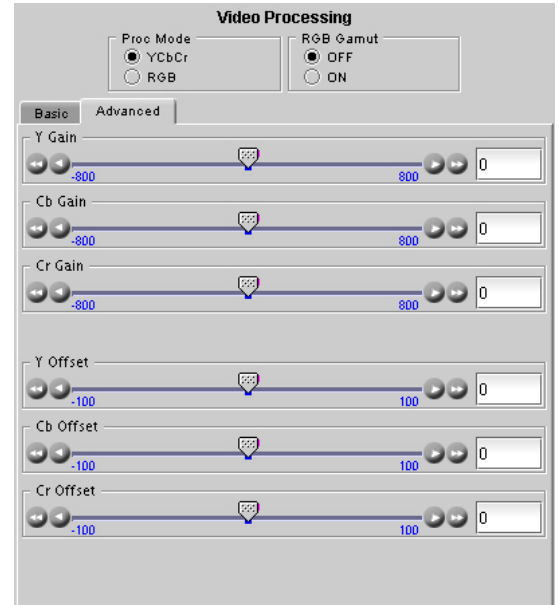 Video Processing
Proc Mode
YCbCr
RGB
RGB Gamut
OFF
ON
Basic
Advanced
Y Gain
-800
800
0
Cb Gain
-800
800
0
Cr Gain
-800
800
0
Y Offset
-100
100
0
Cb Offset
-100
100
0
Cr Offset
-100
100
0